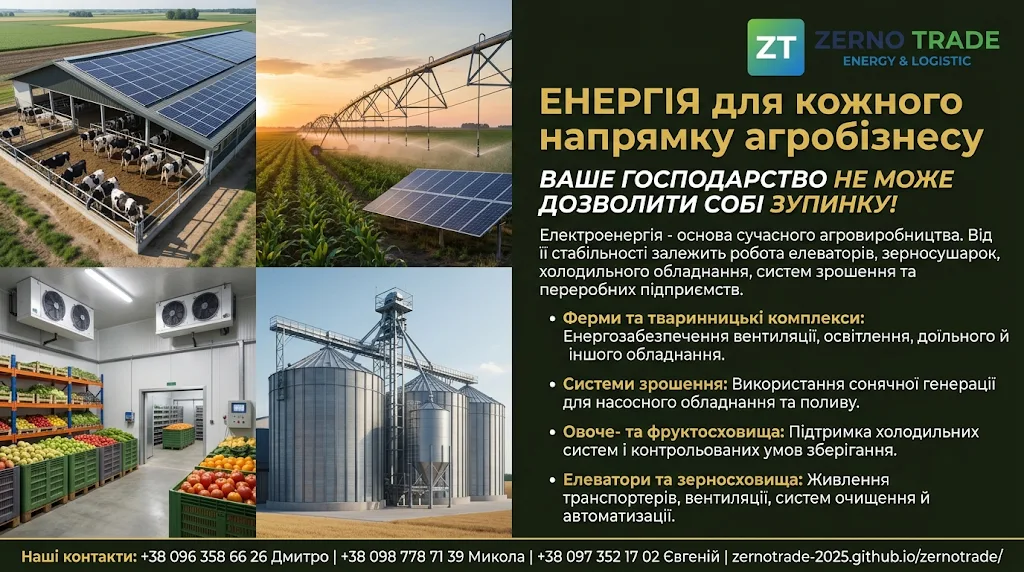 ZT ZERNO TRADE
ENERGY & LOGISTIC
ЕНЕРГІЯ для кожного
напрямку агробізнесу
ВАШЕ ГОСПОДАРСТВО НЕ МОЖЕ
ДОЗВОЛИТИ СОБІ ЗУПИНКУ!
Електроенергія - основа сучасного агровиробництва. Від
її стабільності залежить робота елеваторів, зерносушарок,
холодильного обладнання, систем зрошення та
переробних підприємств.
• Ферми та тваринницькі комплекси:
Енергозабезпечення вентиляції, освітлення, доїльного й
іншого обладнання.
• Системи зрошення: Використання сонячної генерації
для насосного обладнання та поливу.
• Овоче- та фруктосховища: Підтримка холодильних
систем і контрольованих умов зберігання.
• Елеватори та зерносховища: Живлення
транспортерів, вентиляції, систем очищення й
автоматизації.
Наші контакти: +38 096 358 66 26 Дмитро | +38 098 778 71 39 Микола | +38 097 352 17 02 Євгеній | zernotrade-2025.github.io/zernotrade/